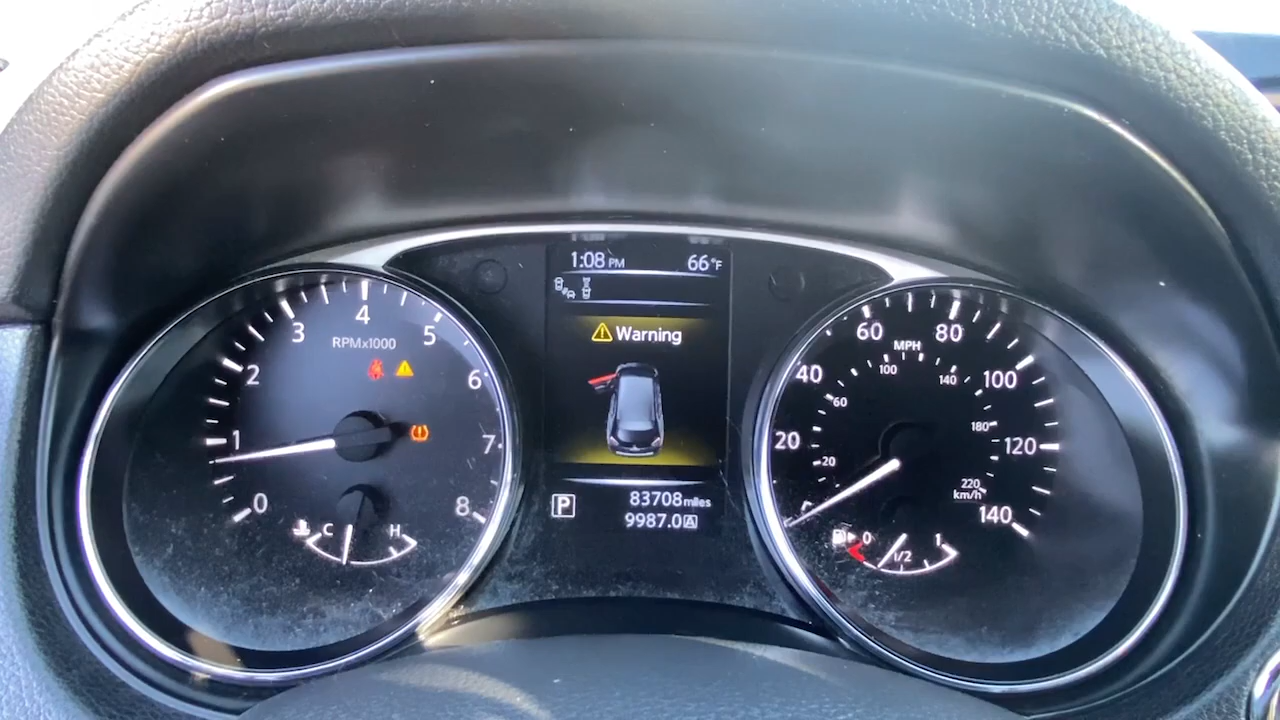 1:08 PM 66°F
Warning
P 83708 miles
9987.0 A
RPMx1000
0 1 2 3 4 5 6 7 8
C H
MPH
20 40 60 80 100 120 140
20 60 100 140 180 220
km/h
0 1/2 1